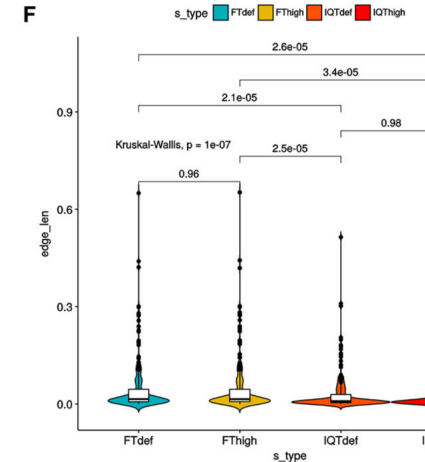 F
s_type FTdef FThigh IQTdef IQThigh
2.6e-05
3.4e-05
2.1e-05
0.98
Kruskal-Wallis, p = 1e-07
2.5e-05
0.96
0.9
0.6
0.3
0.0
edge_len
FTdef FThigh IQTdef I
s_type